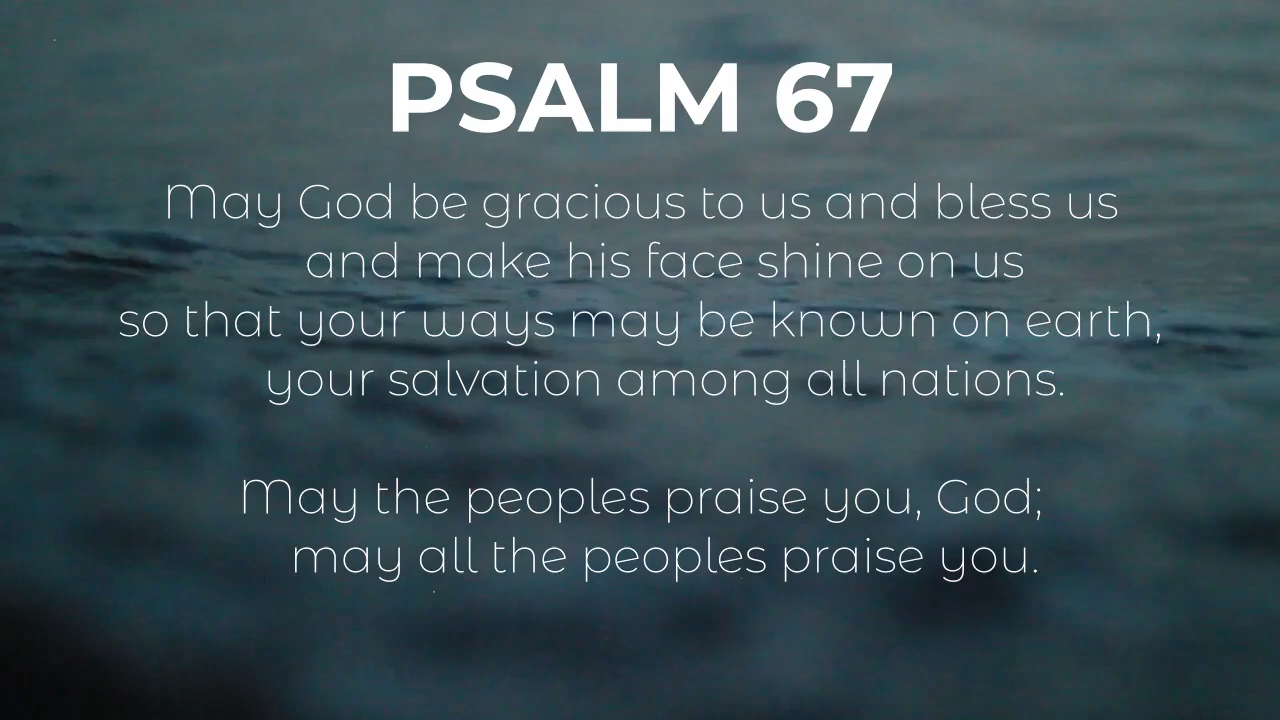 PSALM 67
May God be gracious to us and bless us
and make his face shine on us
so that your ways may be known on earth,
your salvation among all nations.
May the peoples praise you, God;
may all the peoples praise you.